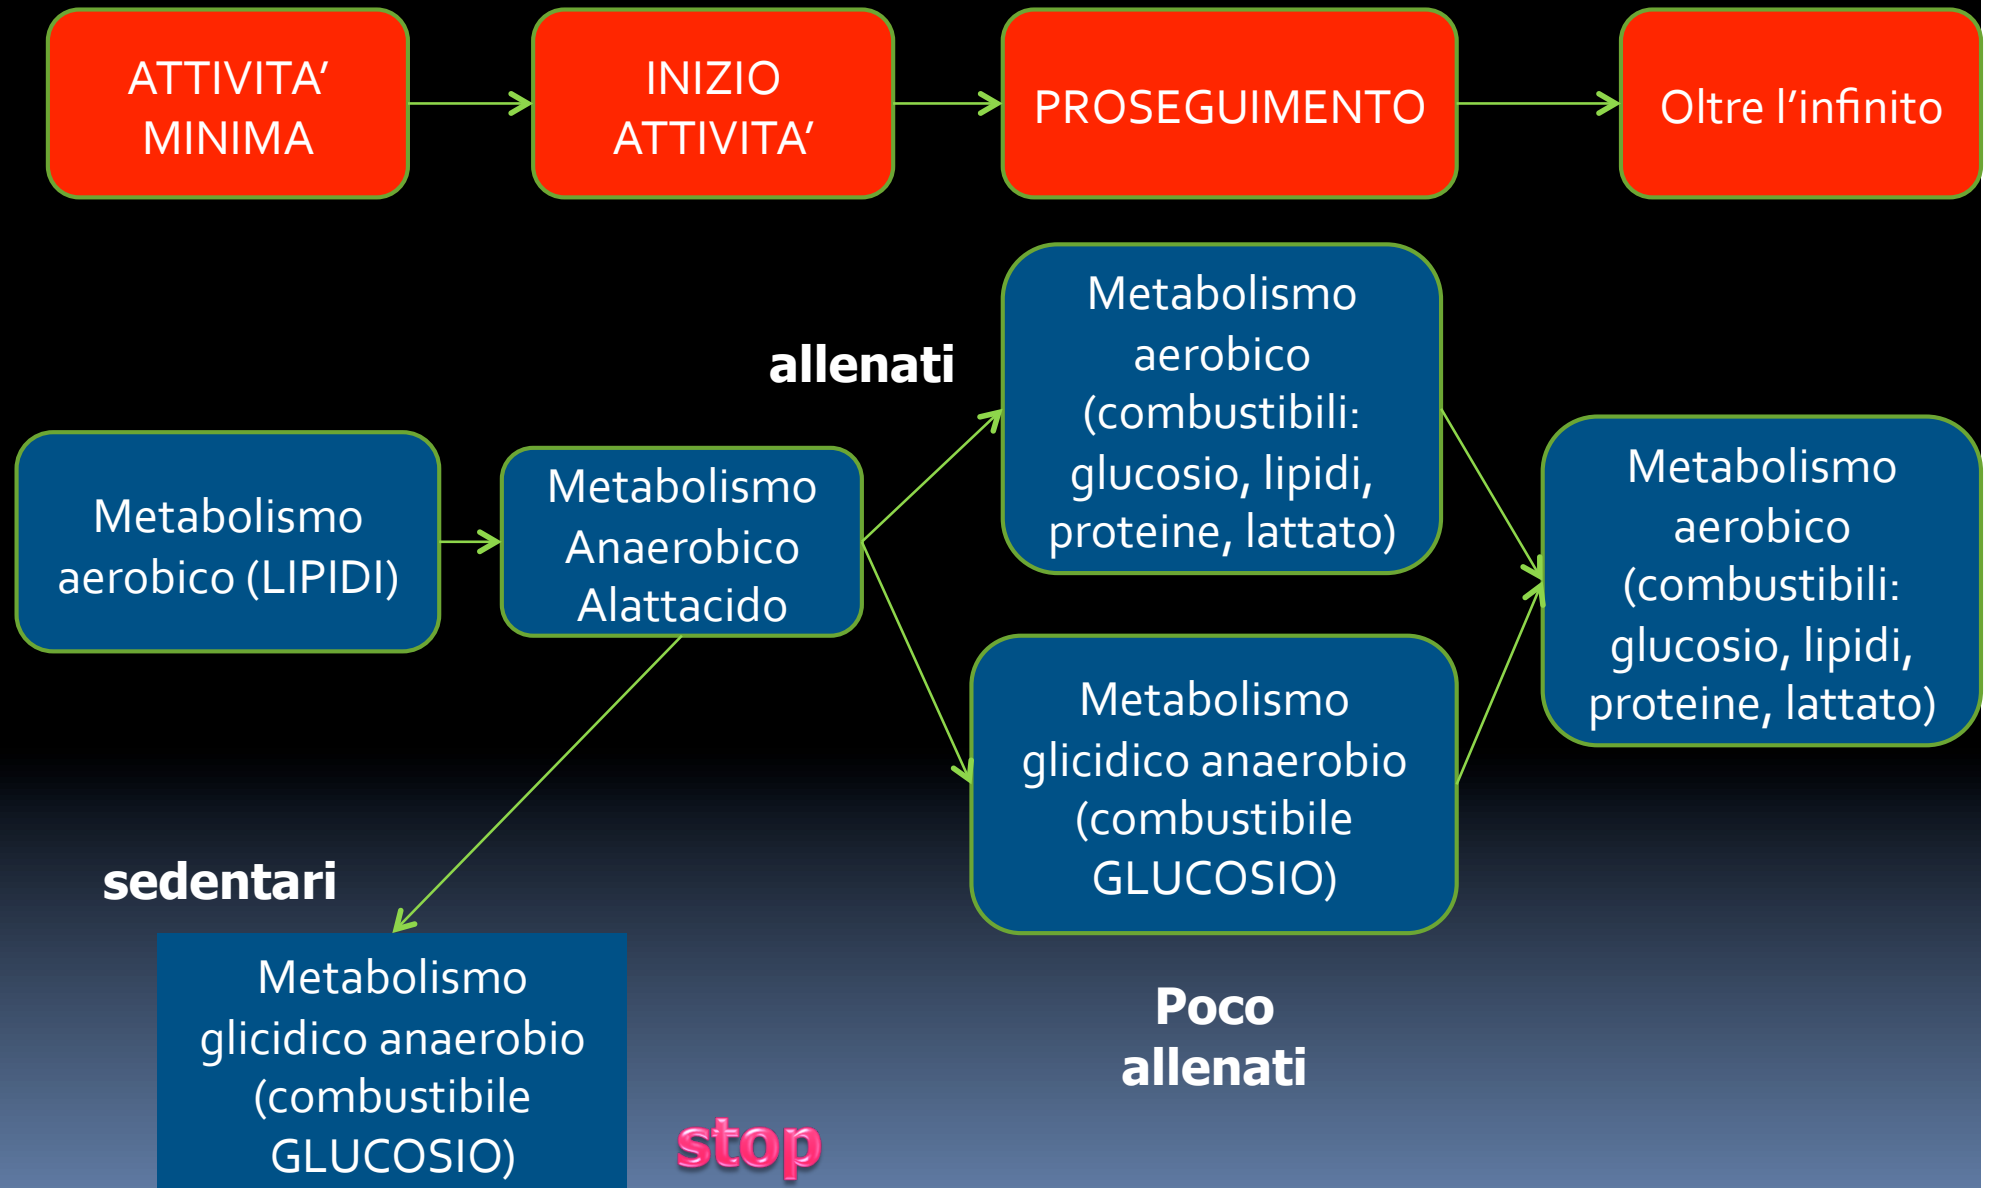 ATTIVITA’
MINIMA
INIZIO
ATTIVITA’
PROSEGUIMENTO
Oltre l’infinito
Metabolismo
aerobico (LIPIDI)
Metabolismo
Anaerobico
Alattacido
allenati
Metabolismo
aerobico
(combustibili:
glucosio, lipidi,
proteine, lattato)
Metabolismo
aerobico
(combustibili:
glucosio, lipidi,
proteine, lattato)
Metabolismo
glicidico anaerobio
(combustibile
GLUCOSIO)
Poco
allenati
sedentari
Metabolismo
glicidico anaerobio
(combustibile
GLUCOSIO)
stop